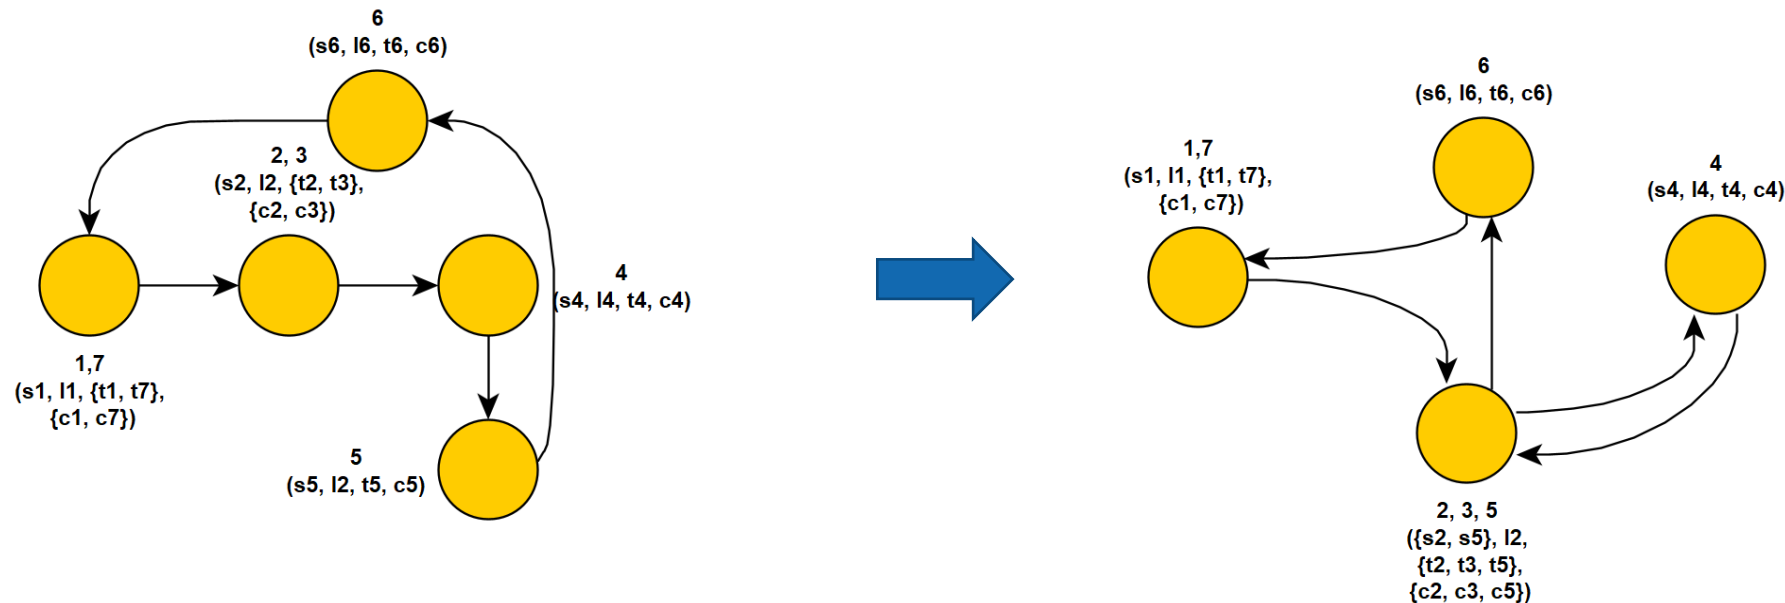 6
(s6, l6, t6, c6)
2, 3
(s2, l2, {t2, t3},
{c2, c3})
4
(s4, l4, t4, c4)
1,7
(s1, l1, {t1, t7},
{c1, c7})
5
(s5, l2, t5, c5)
6
(s6, l6, t6, c6)
1,7
(s1, l1, {t1, t7},
{c1, c7})
4
(s4, l4, t4, c4)
2, 3, 5
({s2, s5}, l2,
{t2, t3, t5},
{c2, c3, c5})